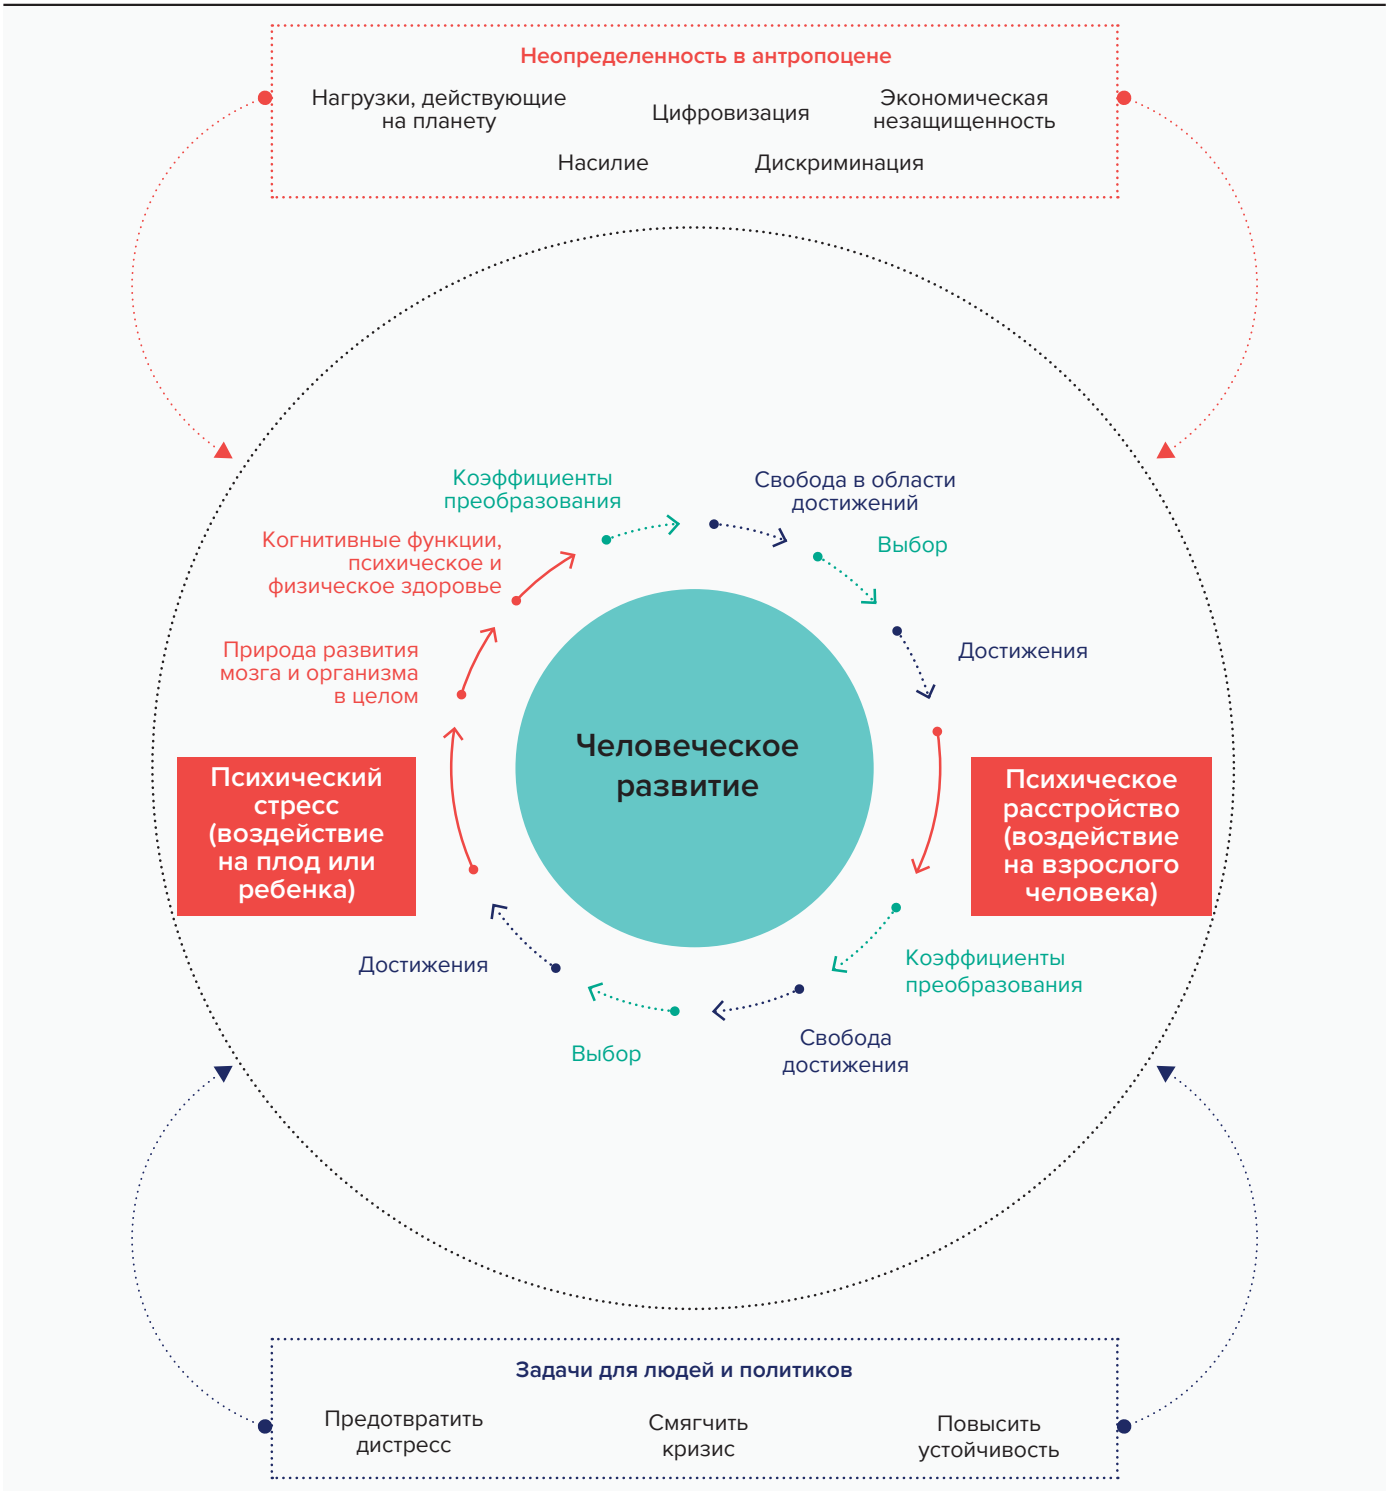 Неопределенность в антропоцене
Нагрузки, действующие
на планету
Цифровизация
Экономическая
незащищенность
Насилие
Дискриминация
Коэффициенты
преобразования
Свобода в области
достижений
Когнитивные функции,
психическое и
физическое здоровье
Выбор
Природа развития
мозга и организма
в целом
Достижения
Человеческое
развитие
Психический
стресс
(воздействие
на плод или
ребенка)
Психическое
расстройство
(воздействие
на взрослого
человека)
Достижения
Коэффициенты
преобразования
Выбор
Свобода
достижения
Задачи для людей и политиков
Предотвратить
дистресс
Смягчить
кризис
Повысить
устойчивость